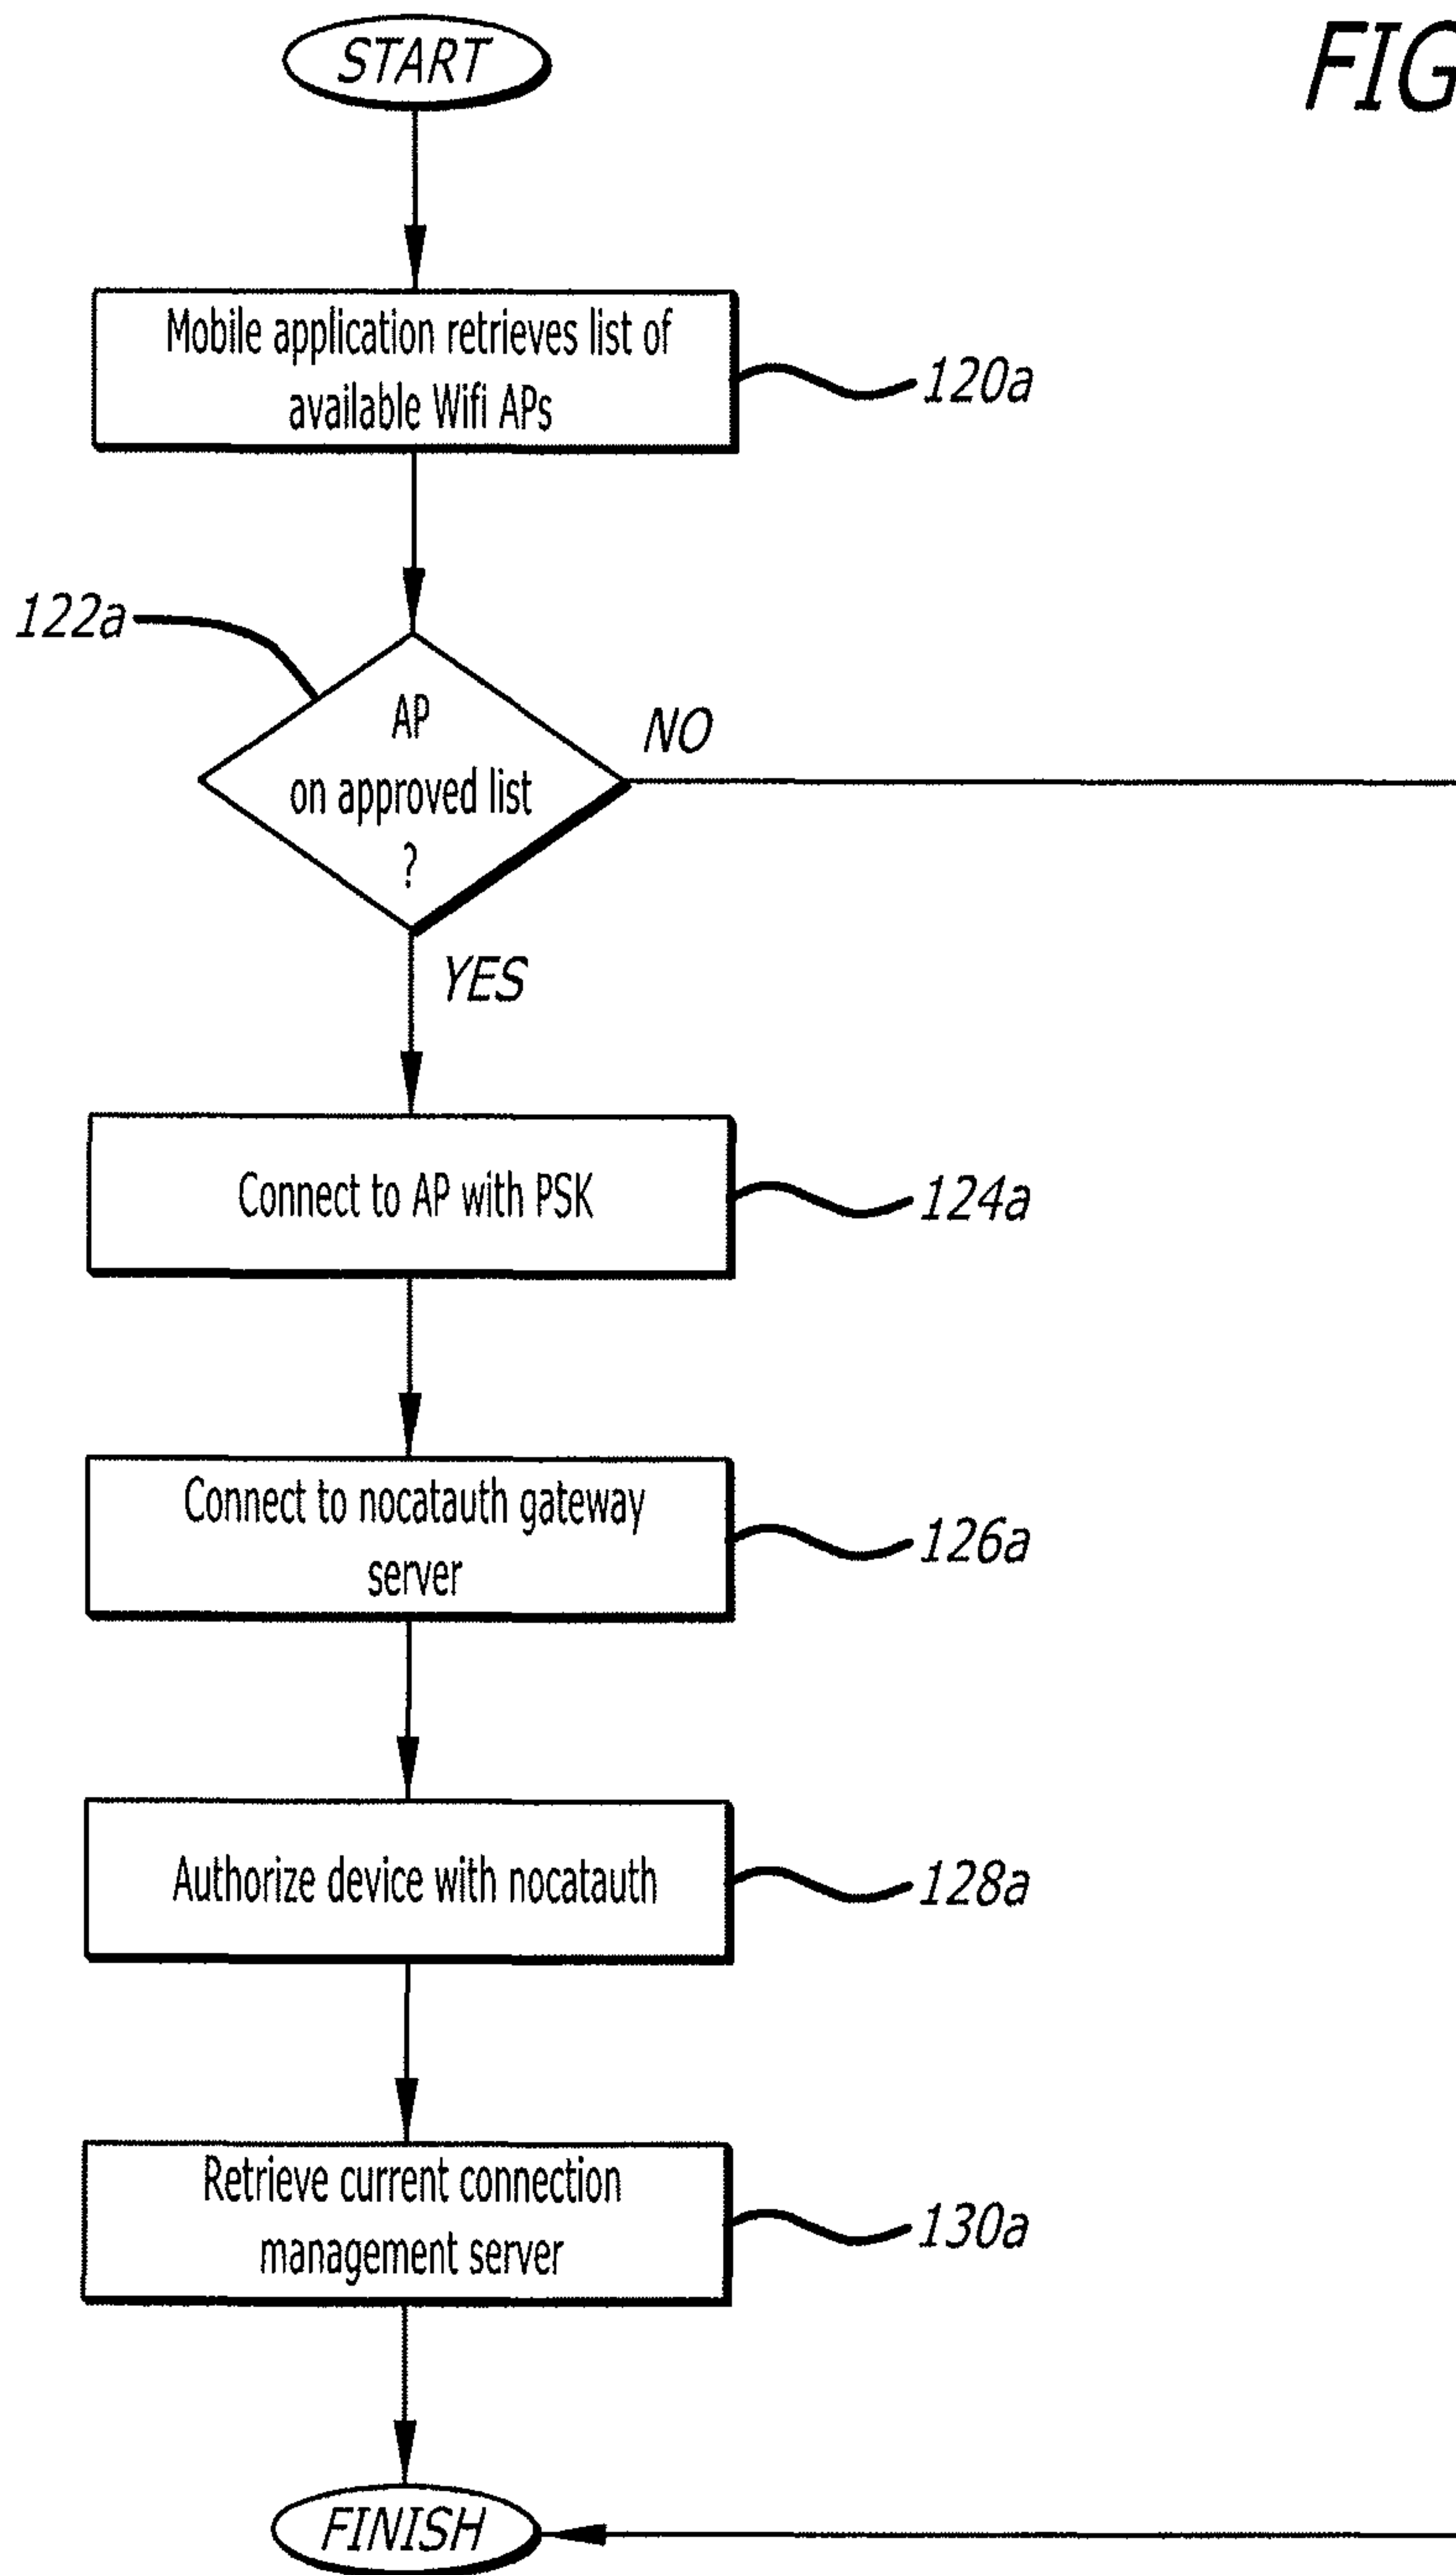 START
FIG
Mobile application retrieves list of
available Wifi APs
120a
122a
AP
on approved list
?
NO
YES
Connect to AP with PSK
124a
Connect to nocatauth gateway
server
126a
Authorize device with nocatauth
128a
Retrieve current connection
management server
130a
FINISH